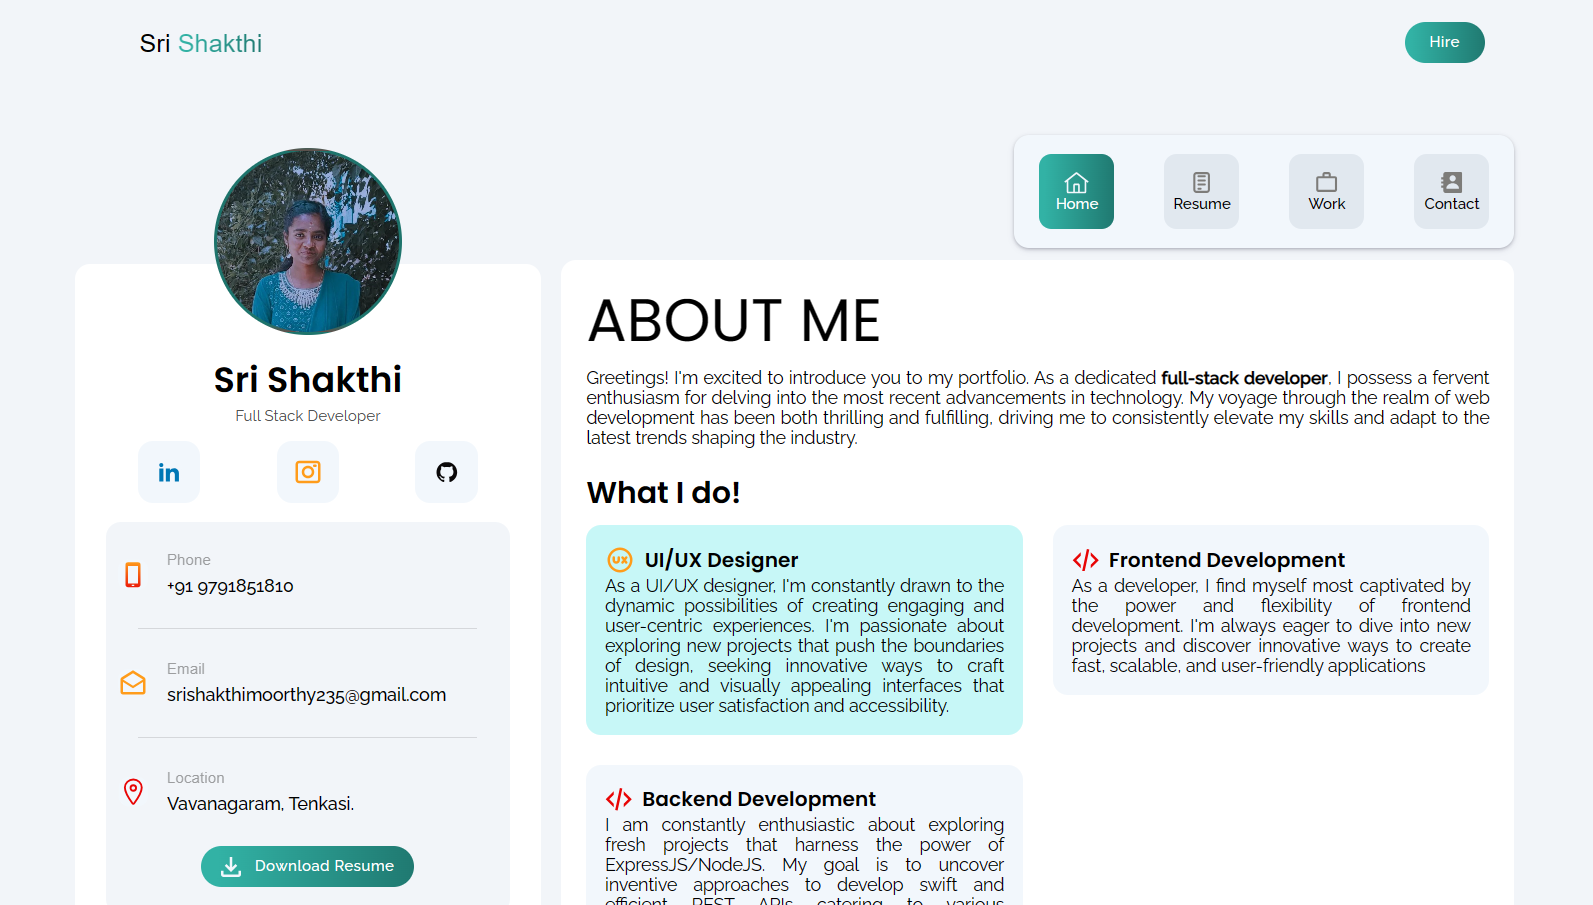 Sri Shakthi
Hire
Home
Resume
Work
Contact
Sri Shakthi
Full Stack Developer
Phone
+91 9791851810
Email
srishakthimoorthy235@gmail.com
Location
Vavanagaram, Tenkasi.
Download Resume
ABOUT ME
Greetings! I'm excited to introduce you to my portfolio. As a dedicated full-stack developer, I possess a fervent
enthusiasm for delving into the most recent advancements in technology. My voyage through the realm of web
development has been both thrilling and fulfilling, driving me to consistently elevate my skills and adapt to the
latest trends shaping the industry.
What I do!
UX
UI/UX Designer
As a UI/UX designer, I'm constantly drawn to the
dynamic possibilities of creating engaging and
user-centric experiences. I'm passionate about
exploring new projects that push the boundaries
of design, seeking innovative ways to craft
intuitive and visually appealing interfaces that
prioritize user satisfaction and accessibility.
Frontend Development
As a developer, I find myself most captivated by
the power and flexibility of frontend
development. I'm always eager to dive into new
projects and discover innovative ways to create
fast, scalable, and user-friendly applications
Backend Development
I am constantly enthusiastic about exploring
fresh projects that harness the power of
ExpressJS/NodeJS. My goal is to uncover
inventive approaches to develop swift and
efficient REST APIs catering to various